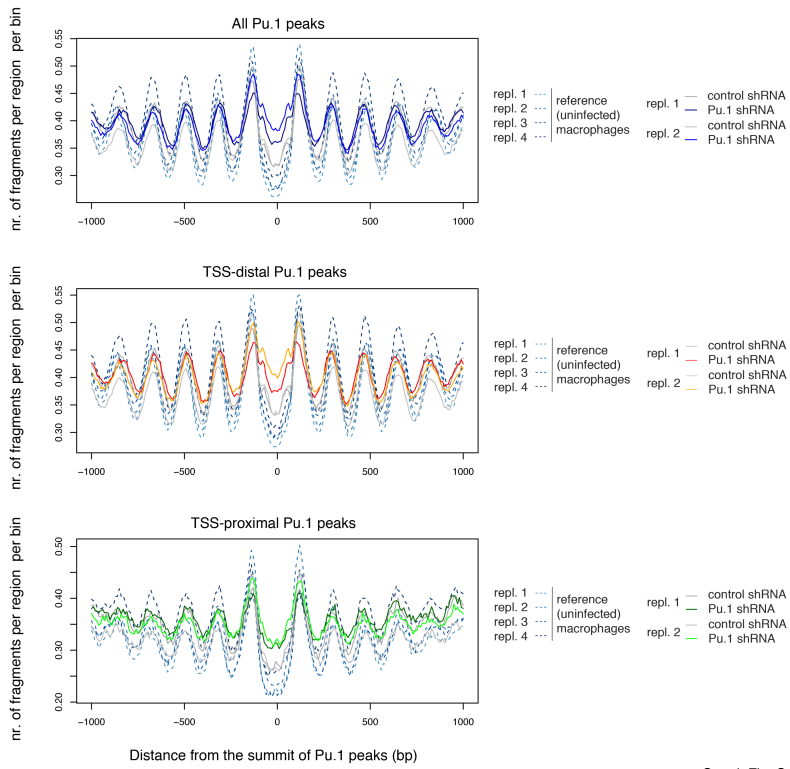 All Pu.1 peaks
nr. of fragments per region per bin
0.55
0.50
0.45
0.40
0.35
0.30
−1000
−500
0
500
1000
repl. 1
repl. 2
repl. 3
repl. 4
reference
(uninfected)
macrophages
repl. 1
control shRNA
Pu.1 shRNA
repl. 2
control shRNA
Pu.1 shRNA
TSS-distal Pu.1 peaks
nr. of fragments per region per bin
0.55
0.50
0.45
0.40
0.35
0.30
−1000
−500
0
500
1000
repl. 1
repl. 2
repl. 3
repl. 4
reference
(uninfected)
macrophages
repl. 1
control shRNA
Pu.1 shRNA
repl. 2
control shRNA
Pu.1 shRNA
TSS-proximal Pu.1 peaks
nr. of fragments per region per bin
0.50
0.40
0.30
0.20
−1000
−500
0
500
1000
repl. 1
repl. 2
repl. 3
repl. 4
reference
(uninfected)
macrophages
repl. 1
control shRNA
Pu.1 shRNA
repl. 2
control shRNA
Pu.1 shRNA
Distance from the summit of Pu.1 peaks (bp)